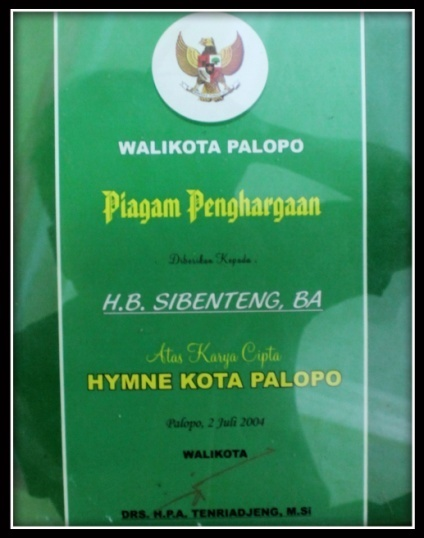 WALIKOTA PALOPO
Piagam Penghargaan
Diberikan Kepada :
H.B. SIBENTENG, BA
Atas Karya Cipta
HYMNE KOTA PALOPO
Palopo, 2 Juli 2004
WALIKOTA
DRS. H.P.A. TENRIADJENG, M.Si